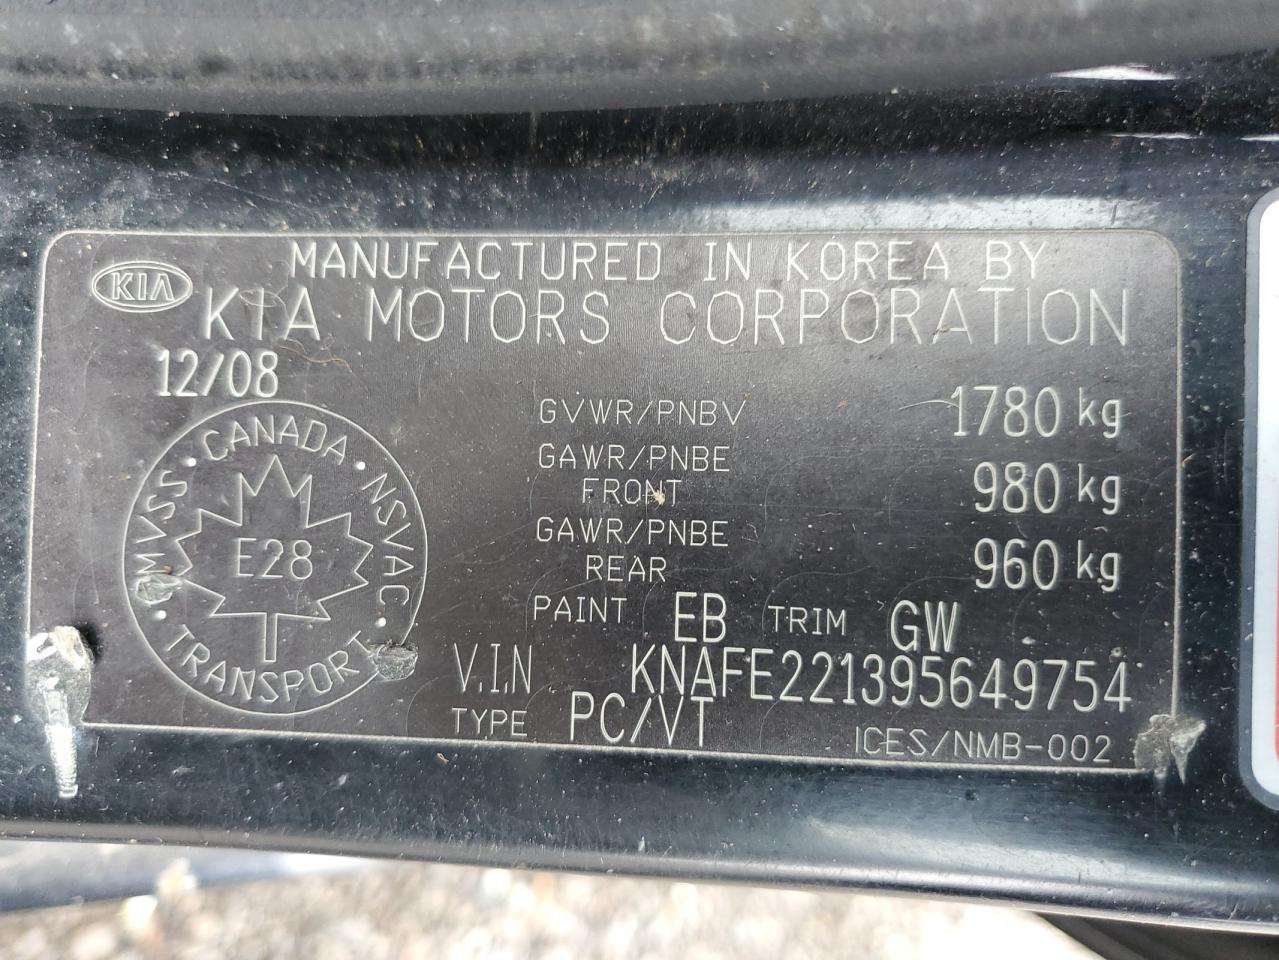 MANUFACTURED IN KOREA BY
KIA
KIA MOTORS CORPORATION
12/08
GVWR/PNBV 1780 kg
GAWR/PNBE
FRONT 980 kg
GAWR/PNBE
REAR 960 kg
CANADA • NSVAC • TRANSPORT • MVSS •
E28
PAINT EB TRIM GW
V.I.N KNAFE221395649754
TYPE PC/VT ICES/NMB-002